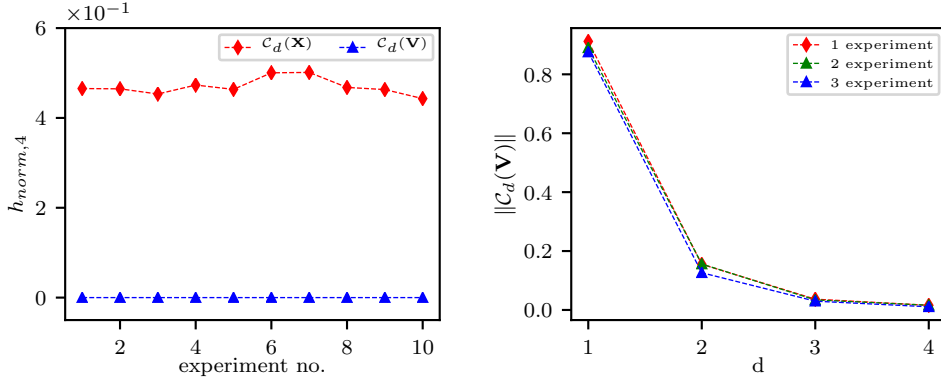 ×10⁻¹
6
4
2
0
h_{norm,4}
2 4 6 8 10
experiment no.
𝒞_d(𝐗) 𝒞_d(𝐕)
0.8
0.6
0.4
0.2
0.0
||𝒞_d(𝐕)||
1 2 3 4
d
1 experiment
2 experiment
3 experiment